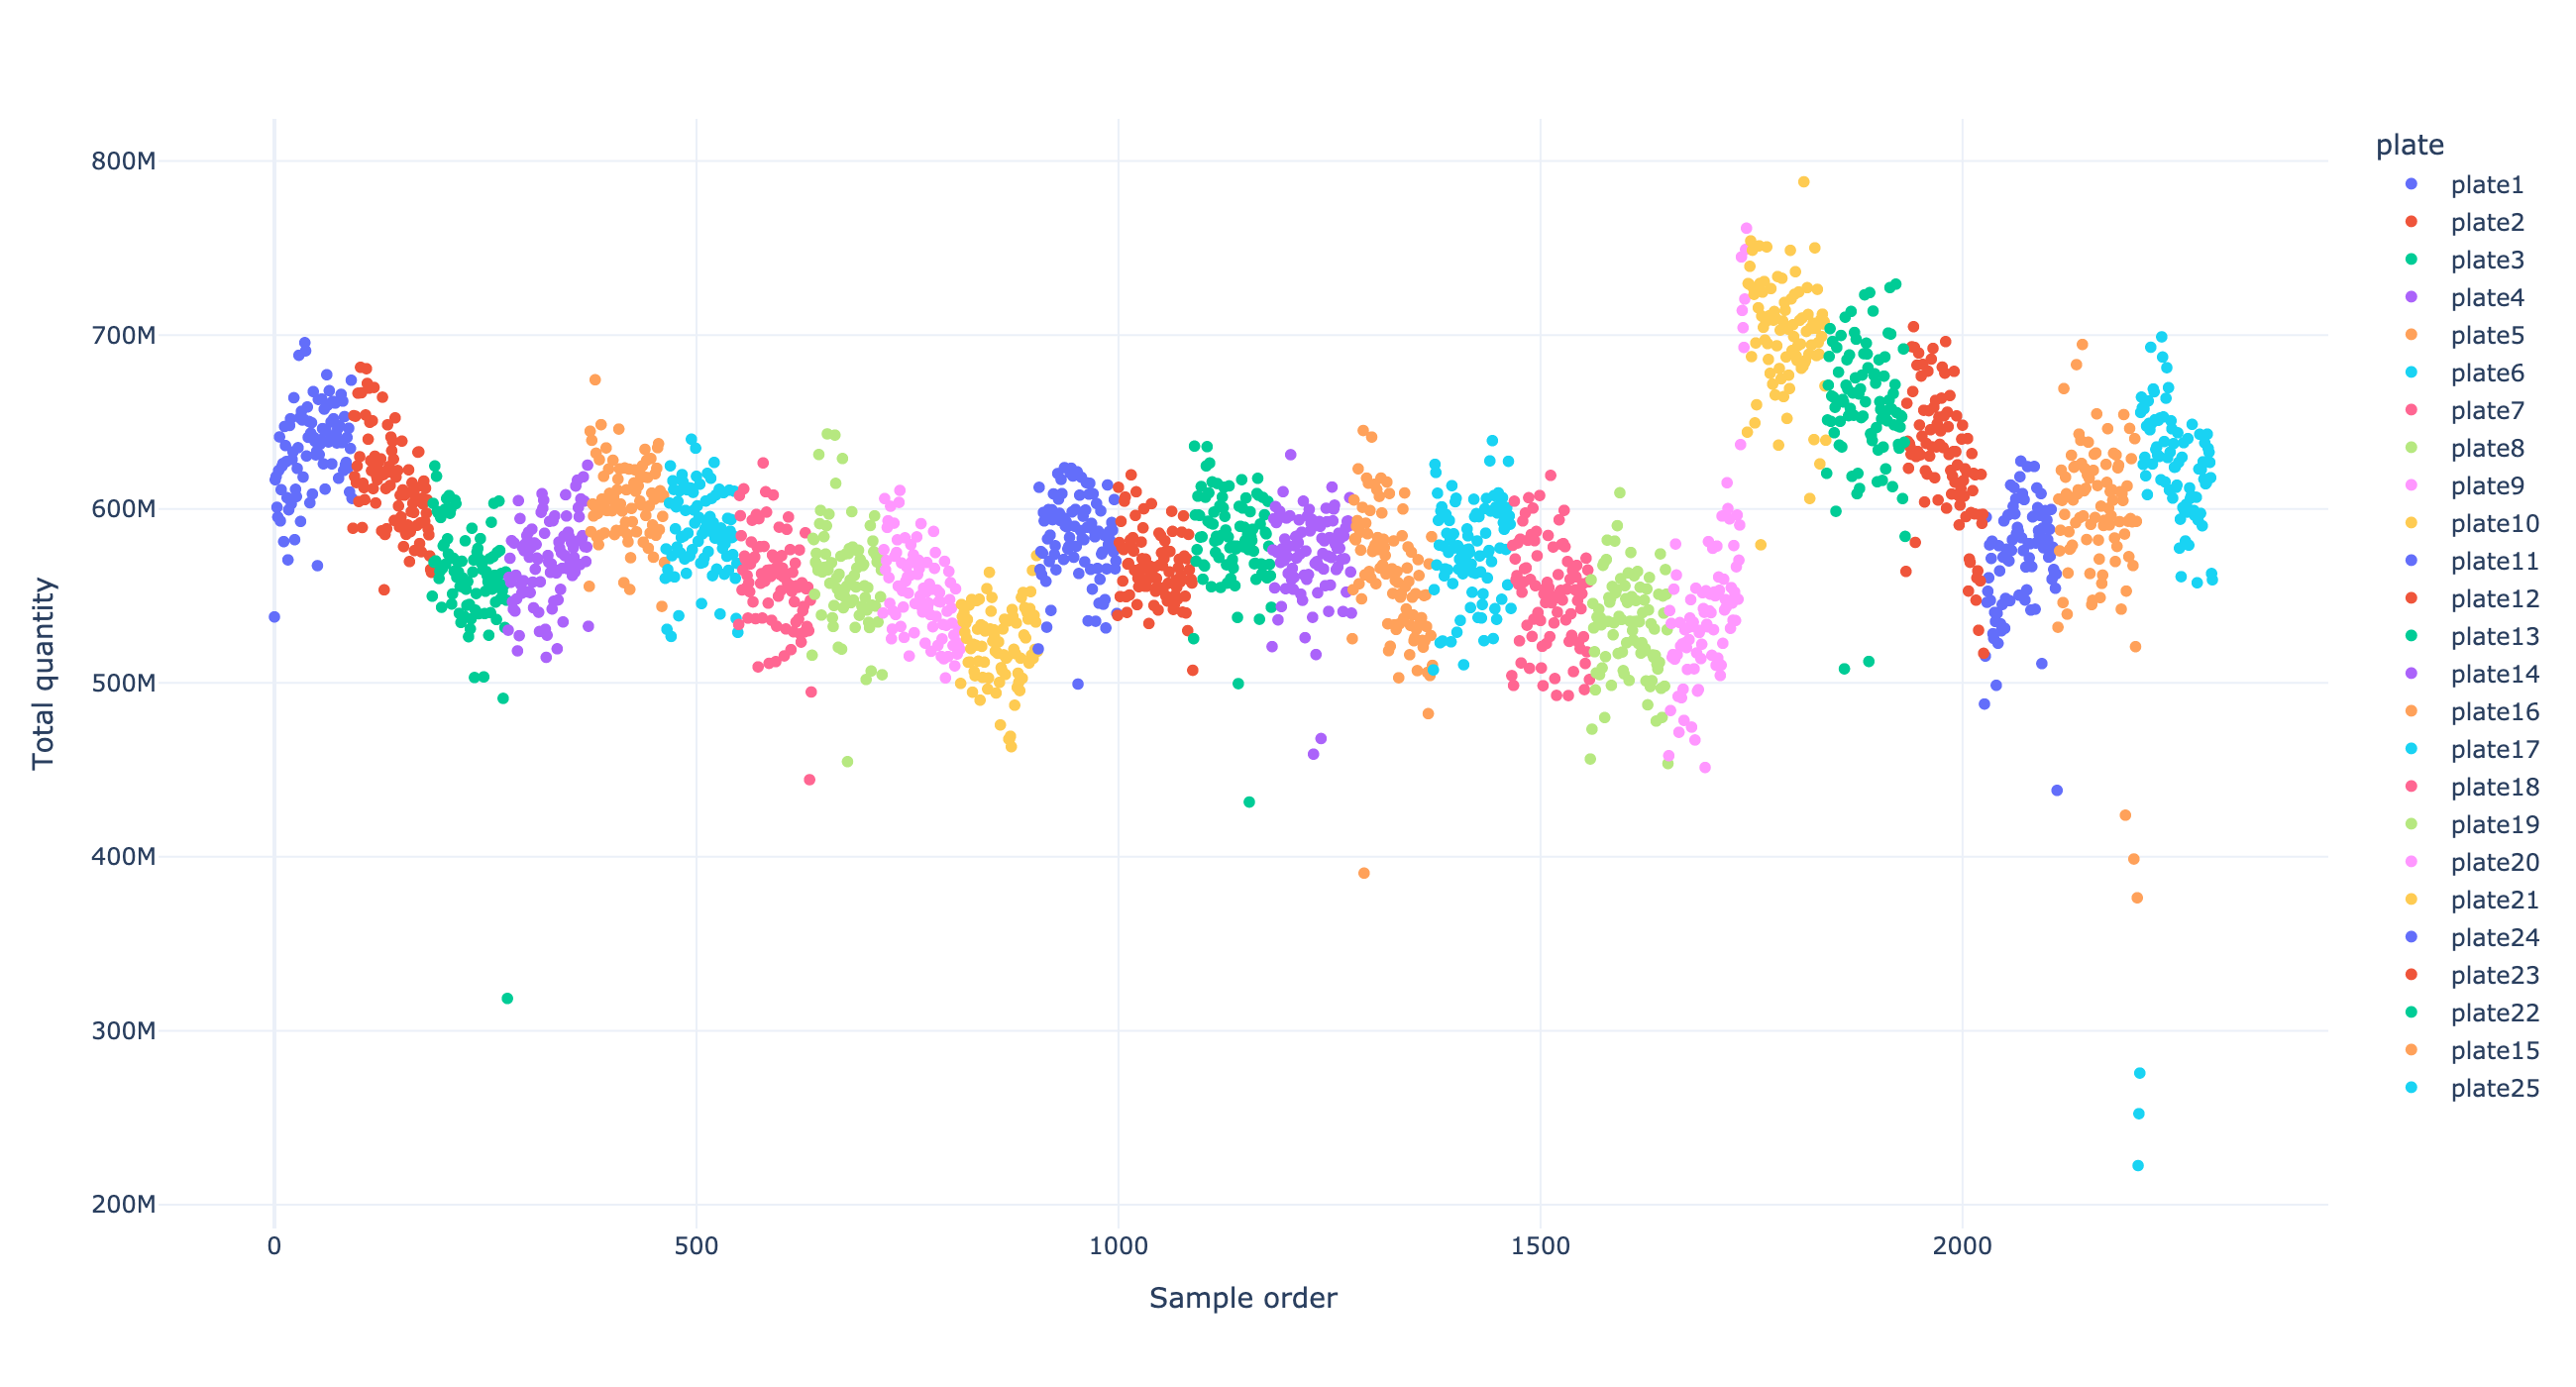 800M
700M
600M
500M
400M
300M
200M
Total quantity
0
500
1000
1500
2000
Sample order
plate
plate1
plate2
plate3
plate4
plate5
plate6
plate7
plate8
plate9
plate10
plate11
plate12
plate13
plate14
plate16
plate17
plate18
plate19
plate20
plate21
plate24
plate23
plate22
plate15
plate25